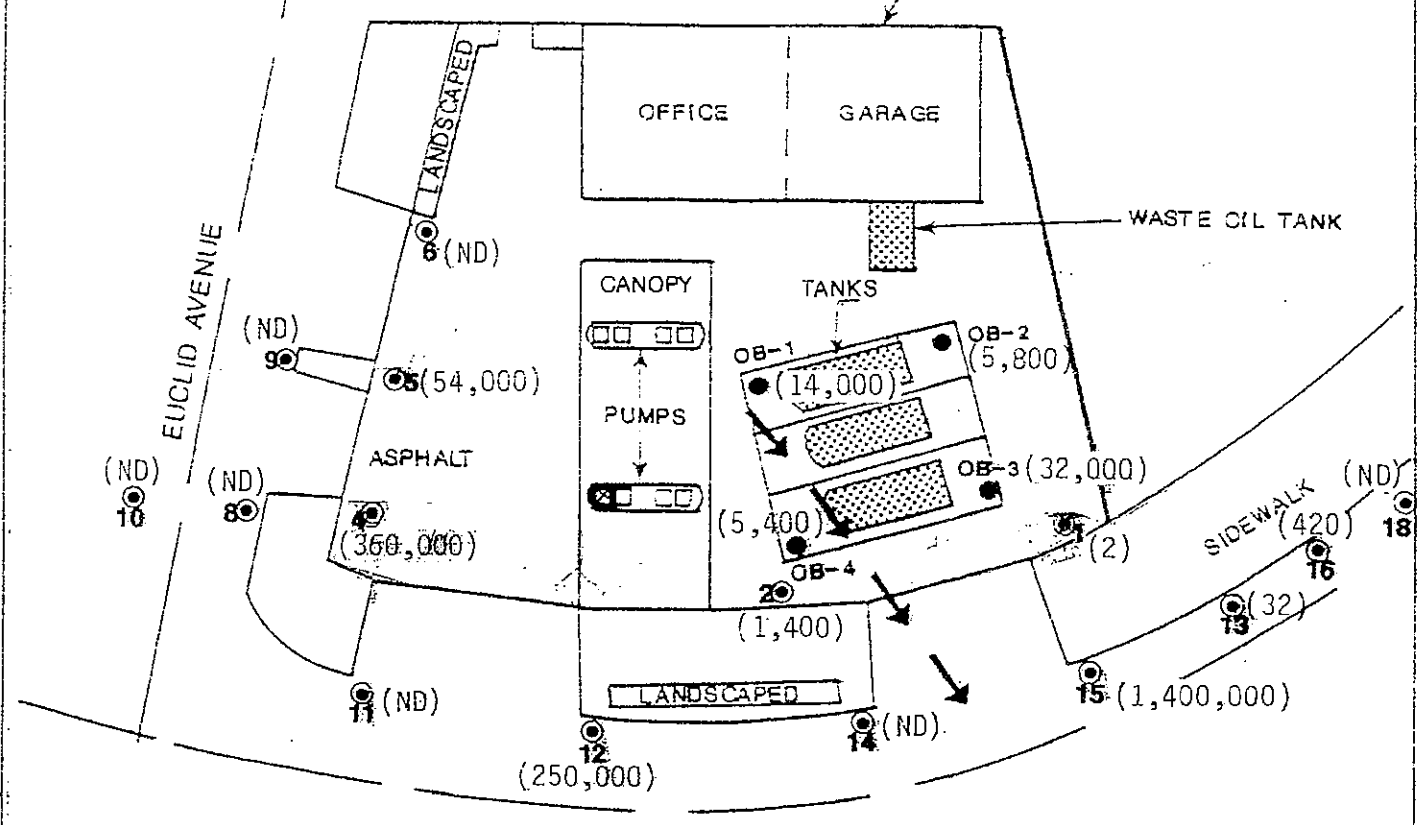 LANDSCAPED
OFFICE
GARAGE
WASTE OIL TANK
6 (ND)
EUCLID AVENUE
CANOPY
TANKS
(ND)
9
OB-1
OB-2
(5,800)
5 (54,000)
(14,000)
PUMPS
ASPHALT
OB-3 (32,000)
(ND)
10
(ND)
8
4
(360,000)
(5,400)
OB-4
1
(2)
SIDEWALK
(ND)
18
(420)
16
2
(1,400)
13 (32)
LANDSCAPED
11 (ND)
15 (1,400,000)
12
(250,000)
14 (ND)